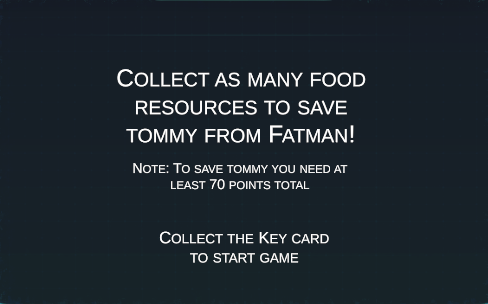 Collect as many food
resources to save
tommy from Fatman!
Note: To save tommy you need at
least 70 points total
Collect the Key card
to start game